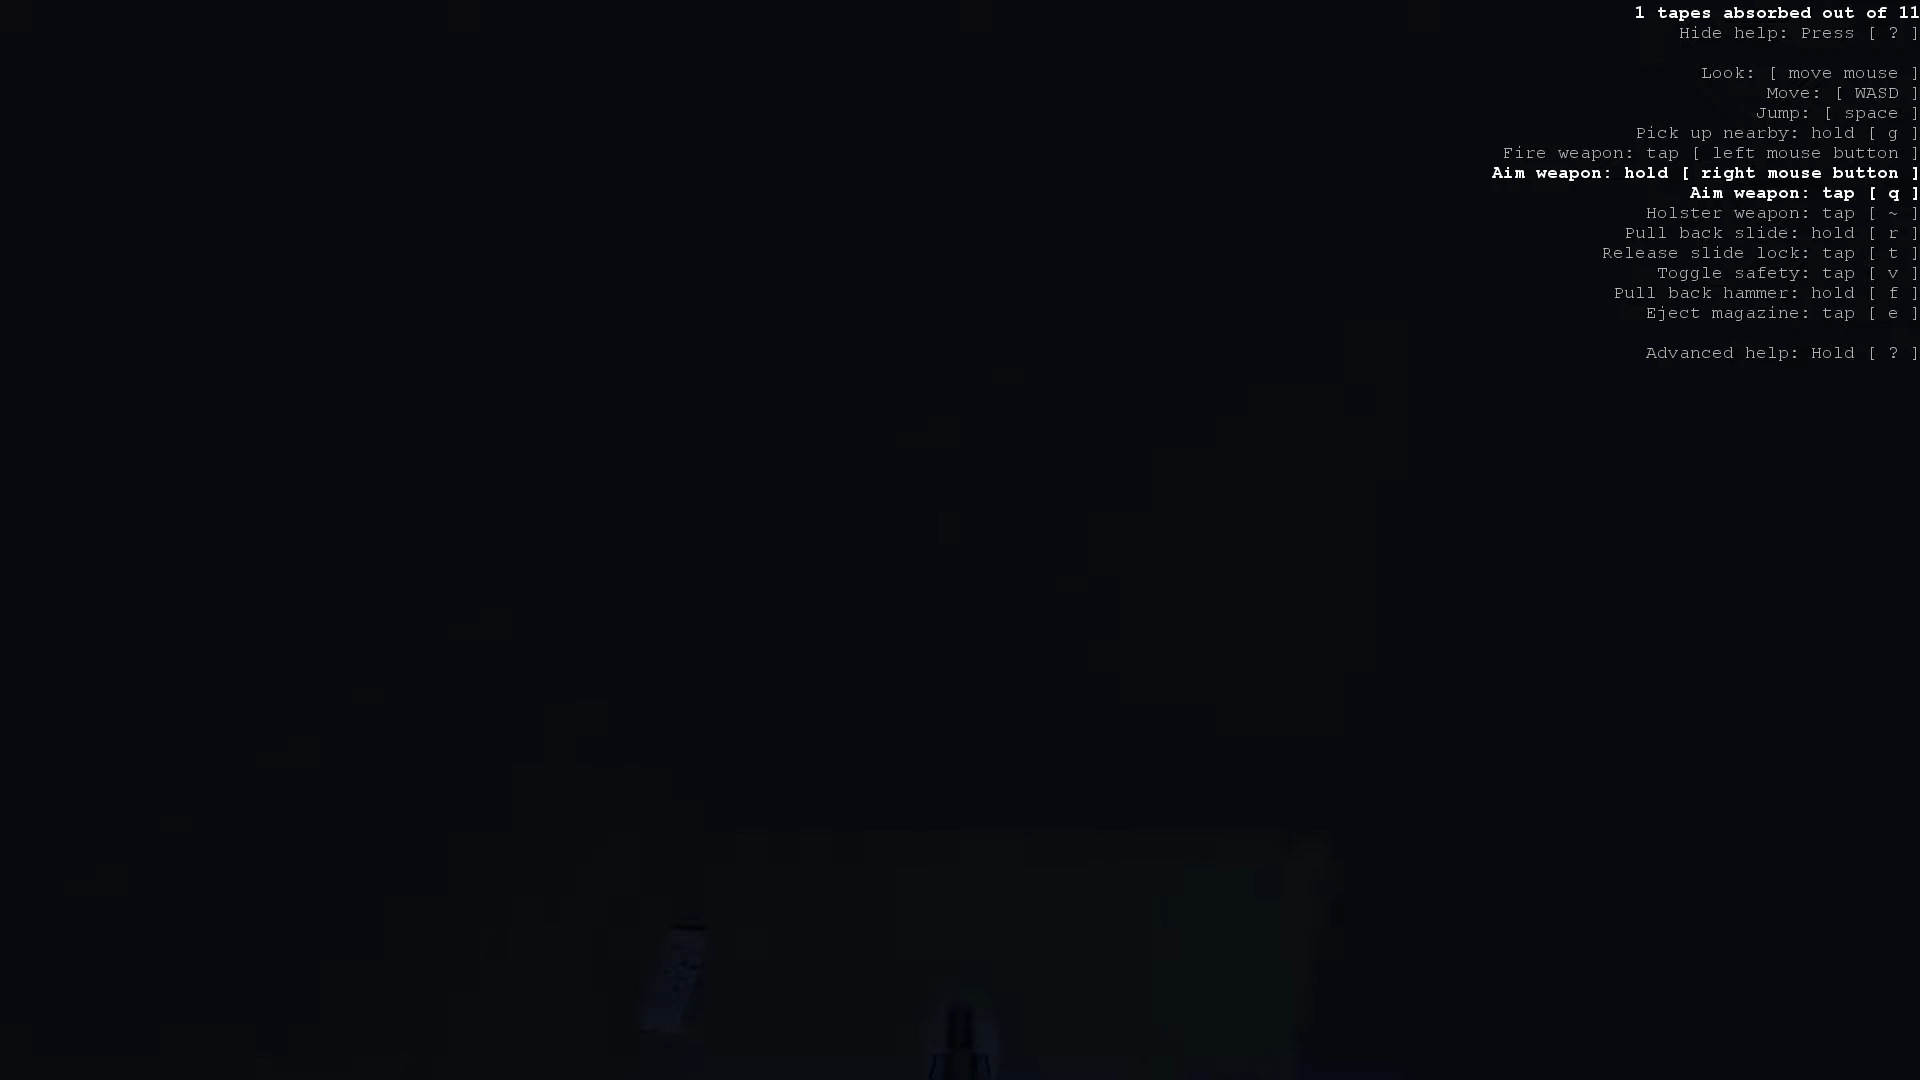 1 tapes absorbed out of 11
Hide help: Press [ ? ]
Look: [ move mouse ]
Move: [ WASD ]
Jump: [ space ]
Pick up nearby: hold [ g ]
Fire weapon: tap [ left mouse button ]
Aim weapon: hold [ right mouse button ]
Aim weapon: tap [ q ]
Holster weapon: tap [ ~ ]
Pull back slide: hold [ r ]
Release slide lock: tap [ t ]
Toggle safety: tap [ v ]
Pull back hammer: hold [ f ]
Eject magazine: tap [ e ]
Advanced help: Hold [ ? ]